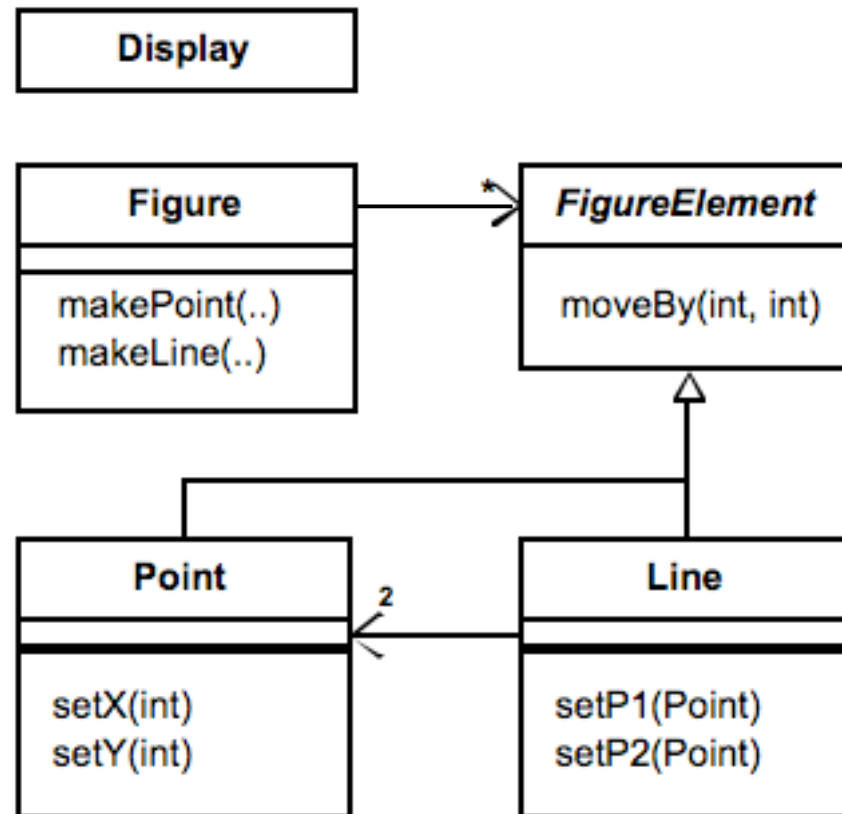 Display
Figure
*
FigureElement
makePoint(..)
makeLine(..)
moveBy(int, int)
Point
2
Line
setX(int)
setY(int)
setP1(Point)
setP2(Point)